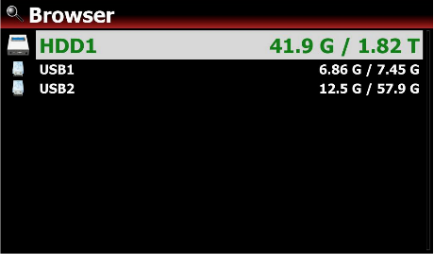 Browser
HDD1 41.9 G / 1.82 T
USB1 6.86 G / 7.45 G
USB2 12.5 G / 57.9 G